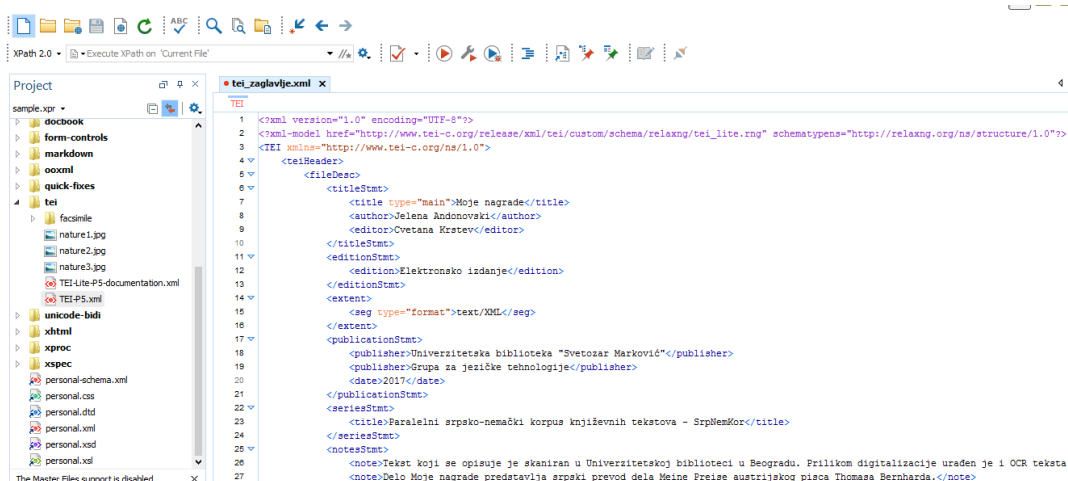 ABC
XPath 2.0 Execute XPath on 'Current File'
Project
sample.xpr
docbook
form-controls
markdown
ooxml
quick-fixes
tei
facsimile
nature1.jpg
nature2.jpg
nature3.jpg
TEI-Lite-P5-documentation.xml
TEI-P5.xml
unicode-bidi
xhtml
xproc
xspec
personal-schema.xml
personal.css
personal.dtd
personal.xml
personal.xsd
personal.xsl
The Master Files support is disabled
tei_zaglavlje.xml
TEI
1 <?xml version="1.0" encoding="UTF-8"?>
2 <?xml-model href="http://www.tei-c.org/release/xml/tei/custom/schema/relaxng/tei_lite.rng" schematypens="http://relaxng.org/ns/structure/1.0"?>
3 <TEI xmlns="http://www.tei-c.org/ns/1.0">
4 <teiHeader>
5 <fileDesc>
6 <titleStmt>
7 <title type="main">Moje nagrade</title>
8 <author>Jelena Andonovski</author>
9 <editor>Cvetana Krstev</editor>
10 </titleStmt>
11 <editionStmt>
12 <edition>Elektronsko izdanje</edition>
13 </editionStmt>
14 <extent>
15 <seg type="format">text/XML</seg>
16 </extent>
17 <publicationStmt>
18 <publisher>Univerzitetska biblioteka "Svetozar Marković"</publisher>
19 <publisher>Grupa za jezičke tehnologije</publisher>
20 <date>2017</date>
21 </publicationStmt>
22 <seriesStmt>
23 <title>Paralelni srpsko-nemački korpus književnih tekstova - SrpNemKor</title>
24 </seriesStmt>
25 <notesStmt>
26 <note>Tekst koji se opisuje je skaniran u Univerzitetskoj biblioteci u Beogradu. Prilikom digitalizacije urađen je i OCR teksta
27 <note>Delo Moje nagrade predstavlja srpski prevod dela Meine Preise austrijskog pisca Thomasa Bernharda.</note>